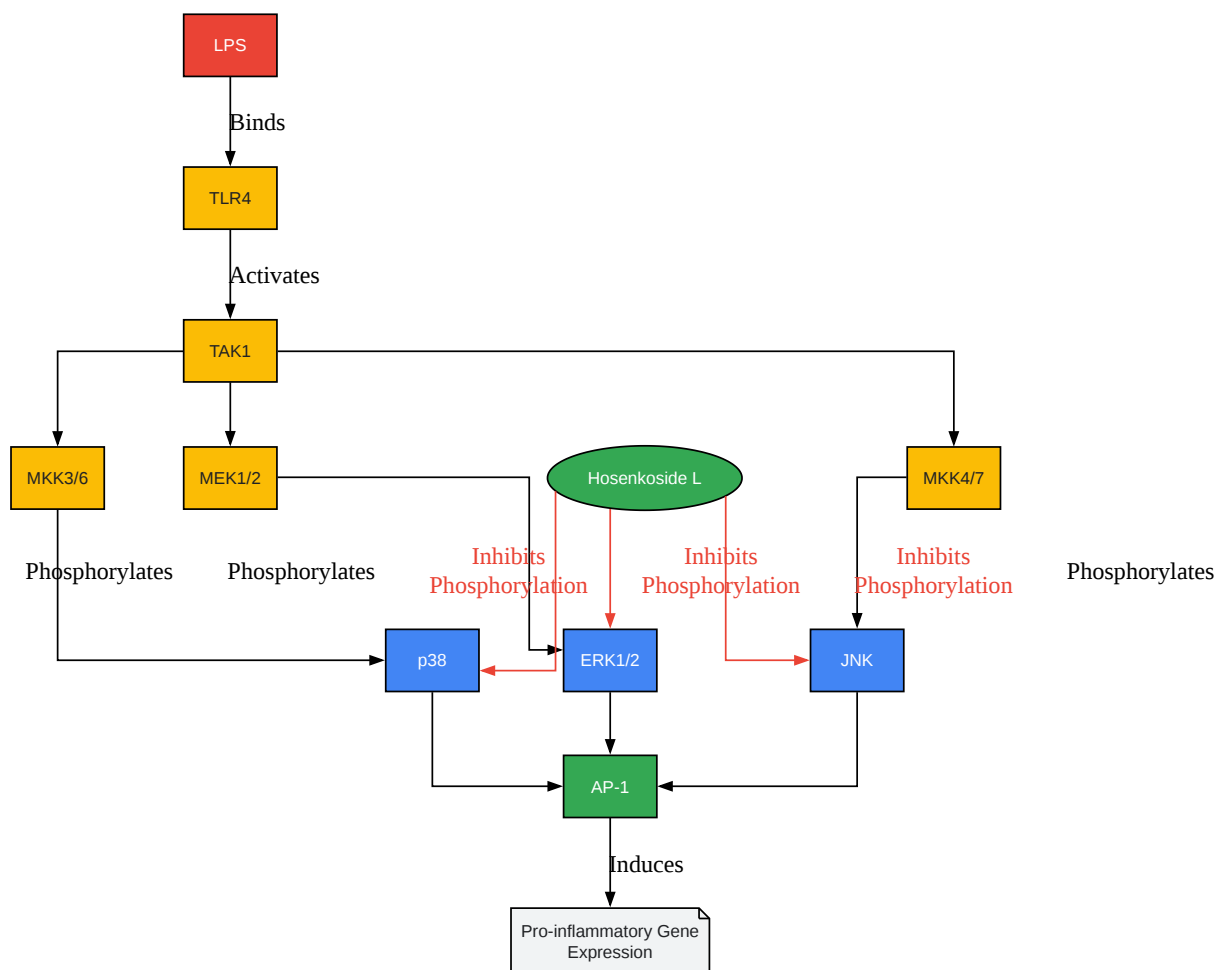 LPS
Binds
TLR4
Activates
TAK1
MKK3/6
MEK1/2
Hosenkoside L
MKK4/7
Phosphorylates
Phosphorylates
Inhibits
Phosphorylation
Inhibits
Phosphorylation
Inhibits
Phosphorylation
Phosphorylates
p38
ERK1/2
JNK
AP-1
Induces
Pro-inflammatory Gene
Expression